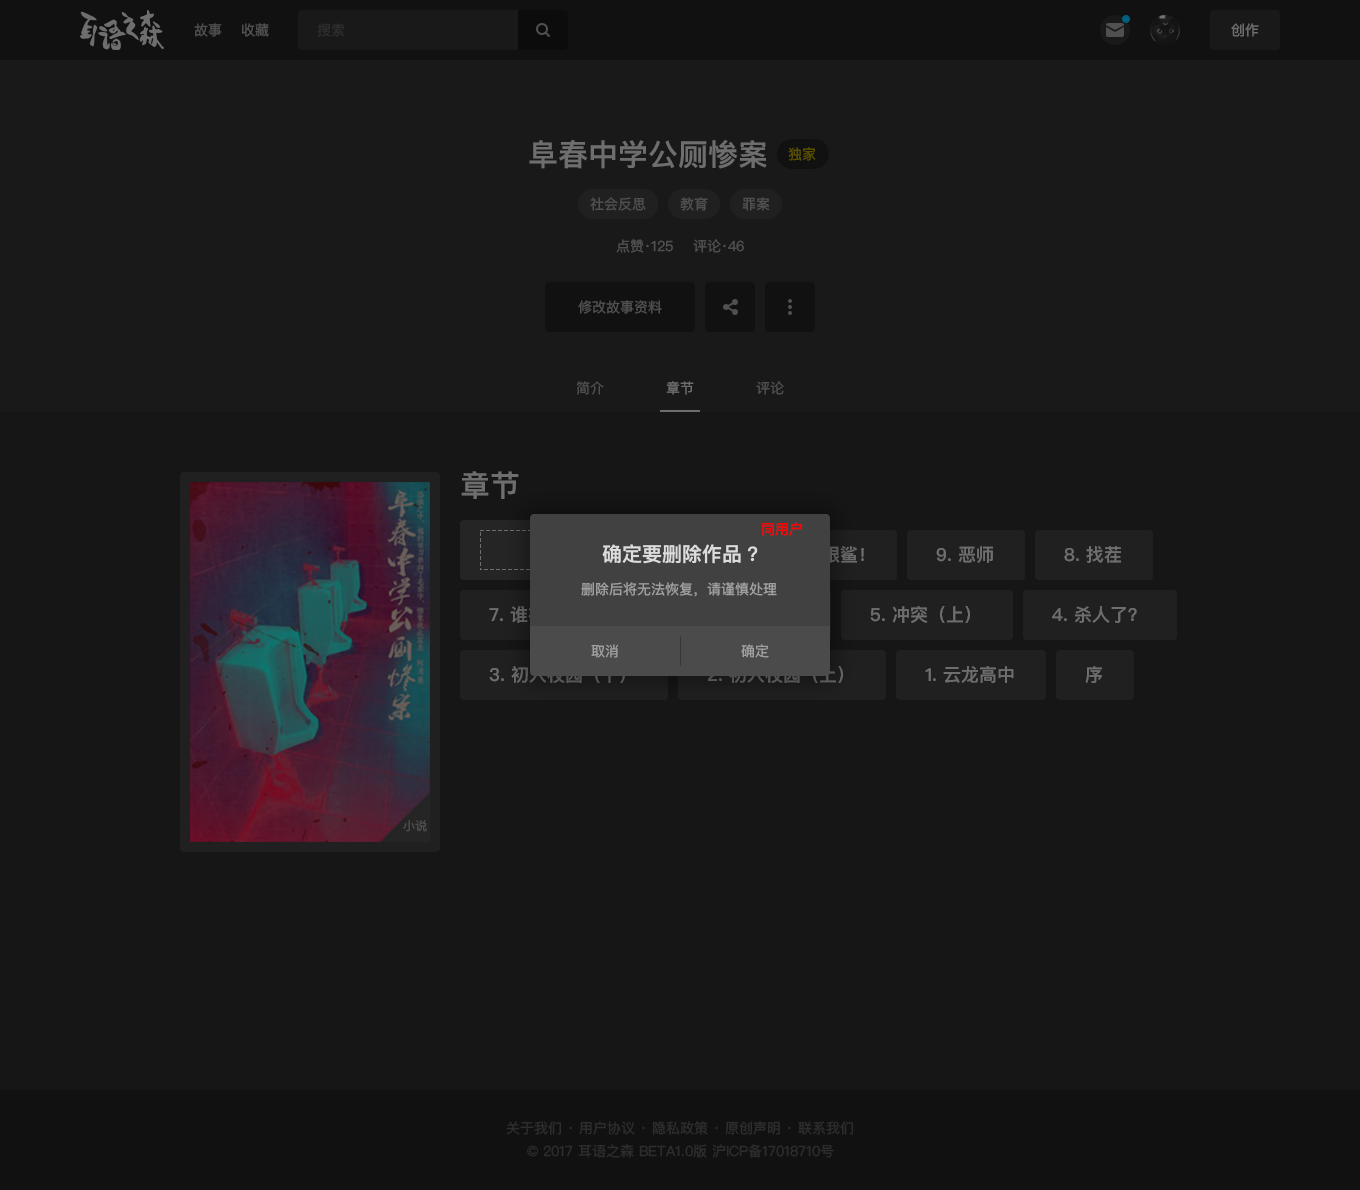 耳语之森 故事 收藏 搜索 创作
阜春中学公厕惨案 独家
社会反思 教育 罪案
点赞·125 评论·46
修改故事资料
简介 章节 评论
章节
同用户
确定要删除作品？
删除后将无法恢复，请谨慎处理
取消 确定
银鲨！ 9. 恶师 8. 找茬
7. 谁 5. 冲突（上） 4. 杀人了？
3. 初入校园（下） 2. 初入校园（上） 1. 云龙高中 序
阜春中学公厕惨案
小说
关于我们 · 用户协议 · 隐私政策 · 原创声明 · 联系我们
© 2017 耳语之森 BETA1.0版 沪ICP备17018710号